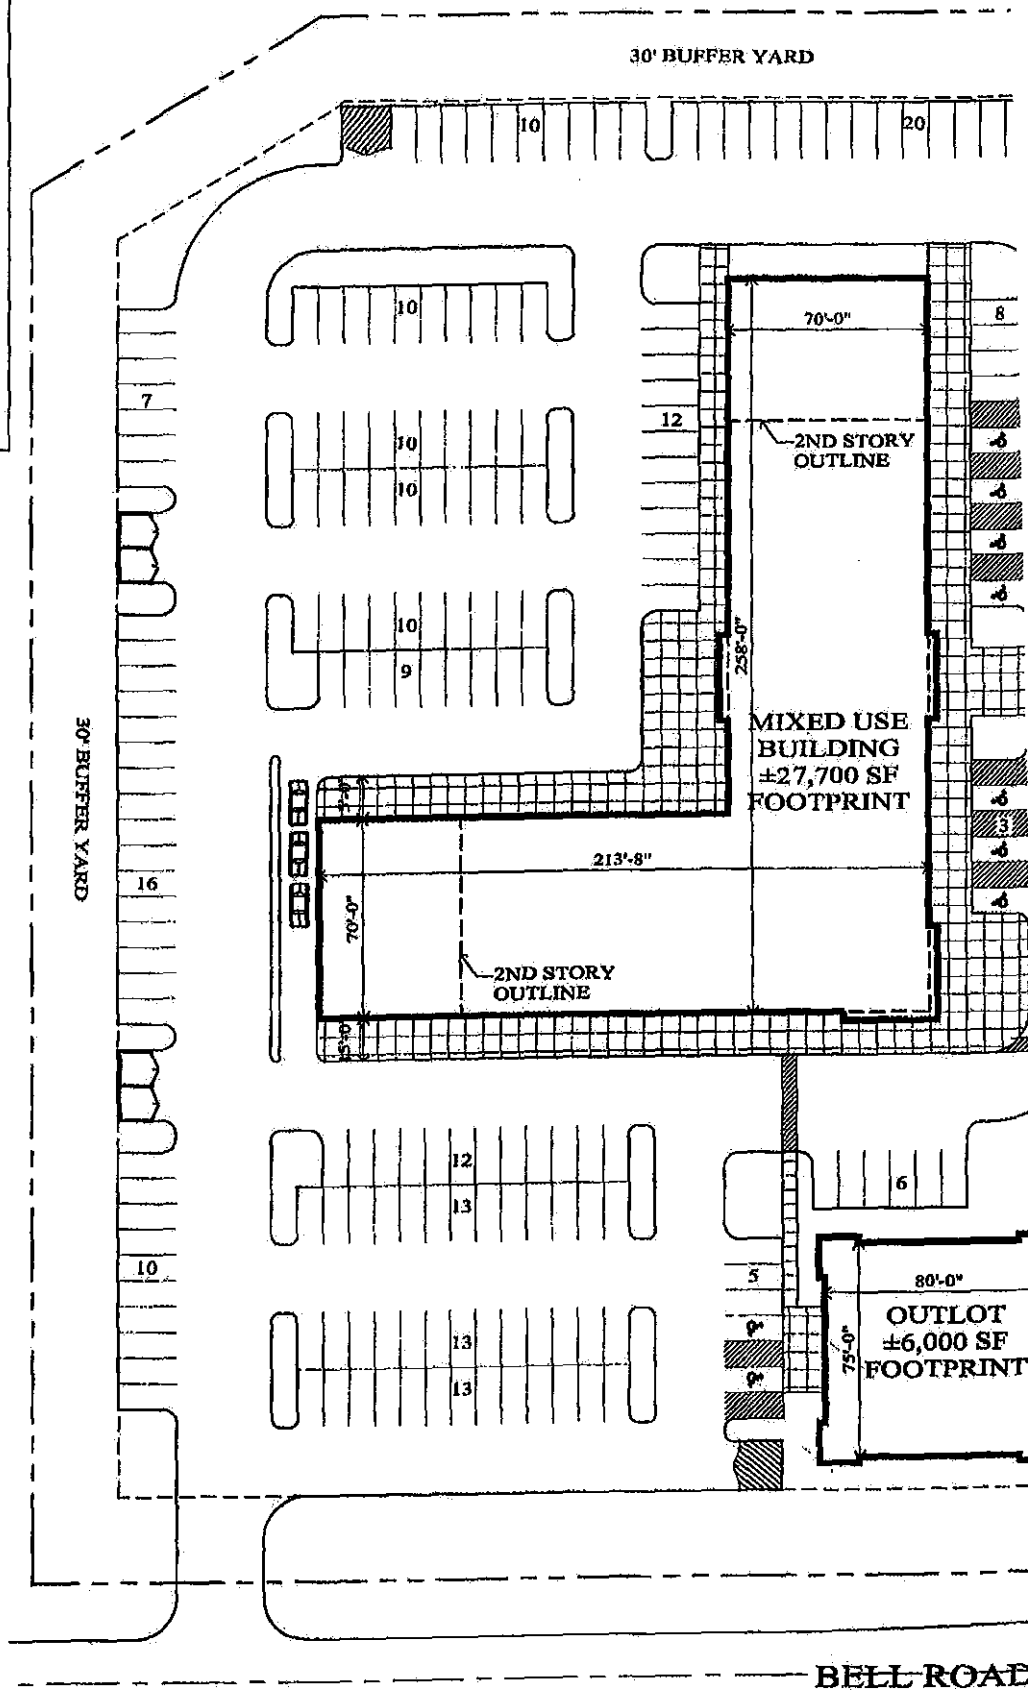 30' BUFFER YARD
10
20
10
70'-0"
8
7
12
2ND STORY
OUTLINE
10
10
10
9
258'-0"
30' BUFFER YARD
MIXED USE
BUILDING
±27,700 SF
FOOTPRINT
3
213'-8"
16
70'-0"
2ND STORY
OUTLINE
12
13
6
10
5
80'-0"
OUTLOT
±6,000 SF
FOOTPRINT
75'-0"
13
13
BELL ROAD